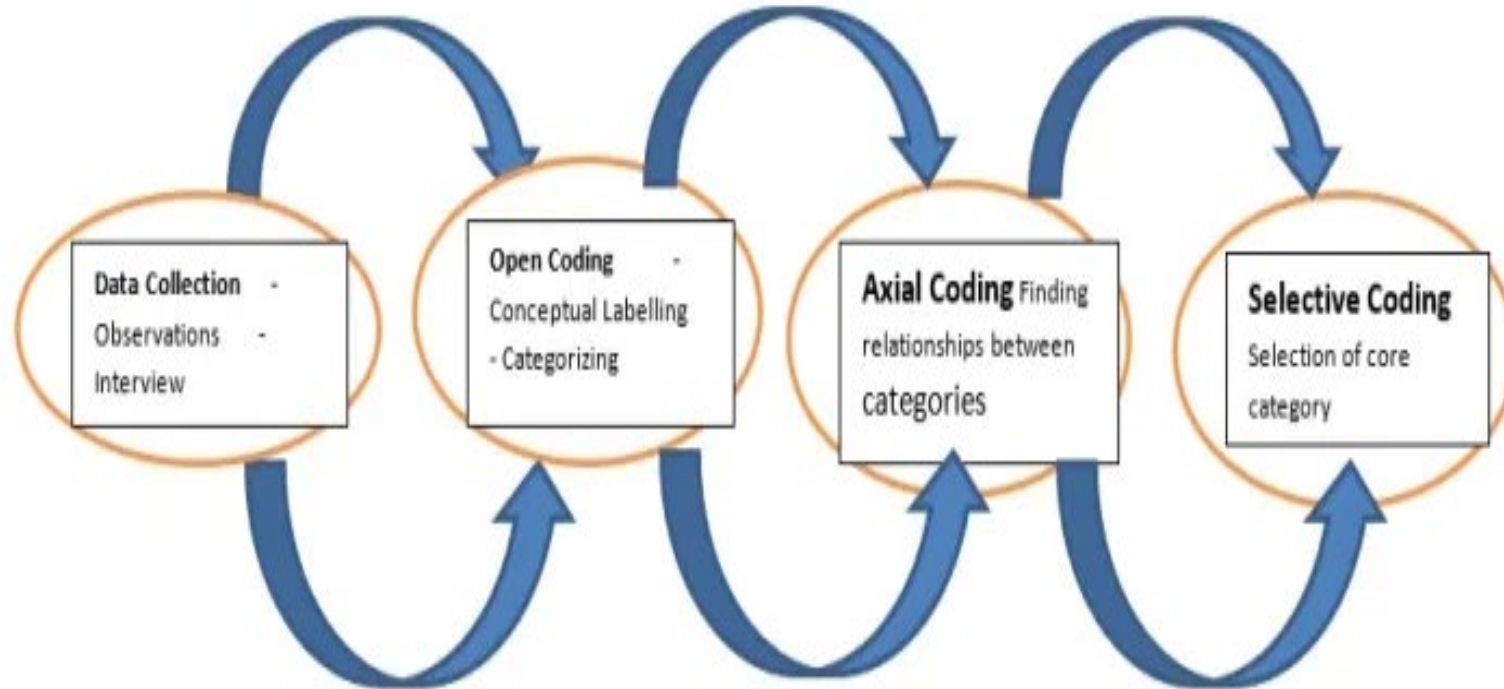 Data Collection -
Observations -
Interview
Open Coding -
Conceptual Labelling
- Categorizing
Axial Coding Finding
relationships between
categories
Selective Coding
Selection of core
category